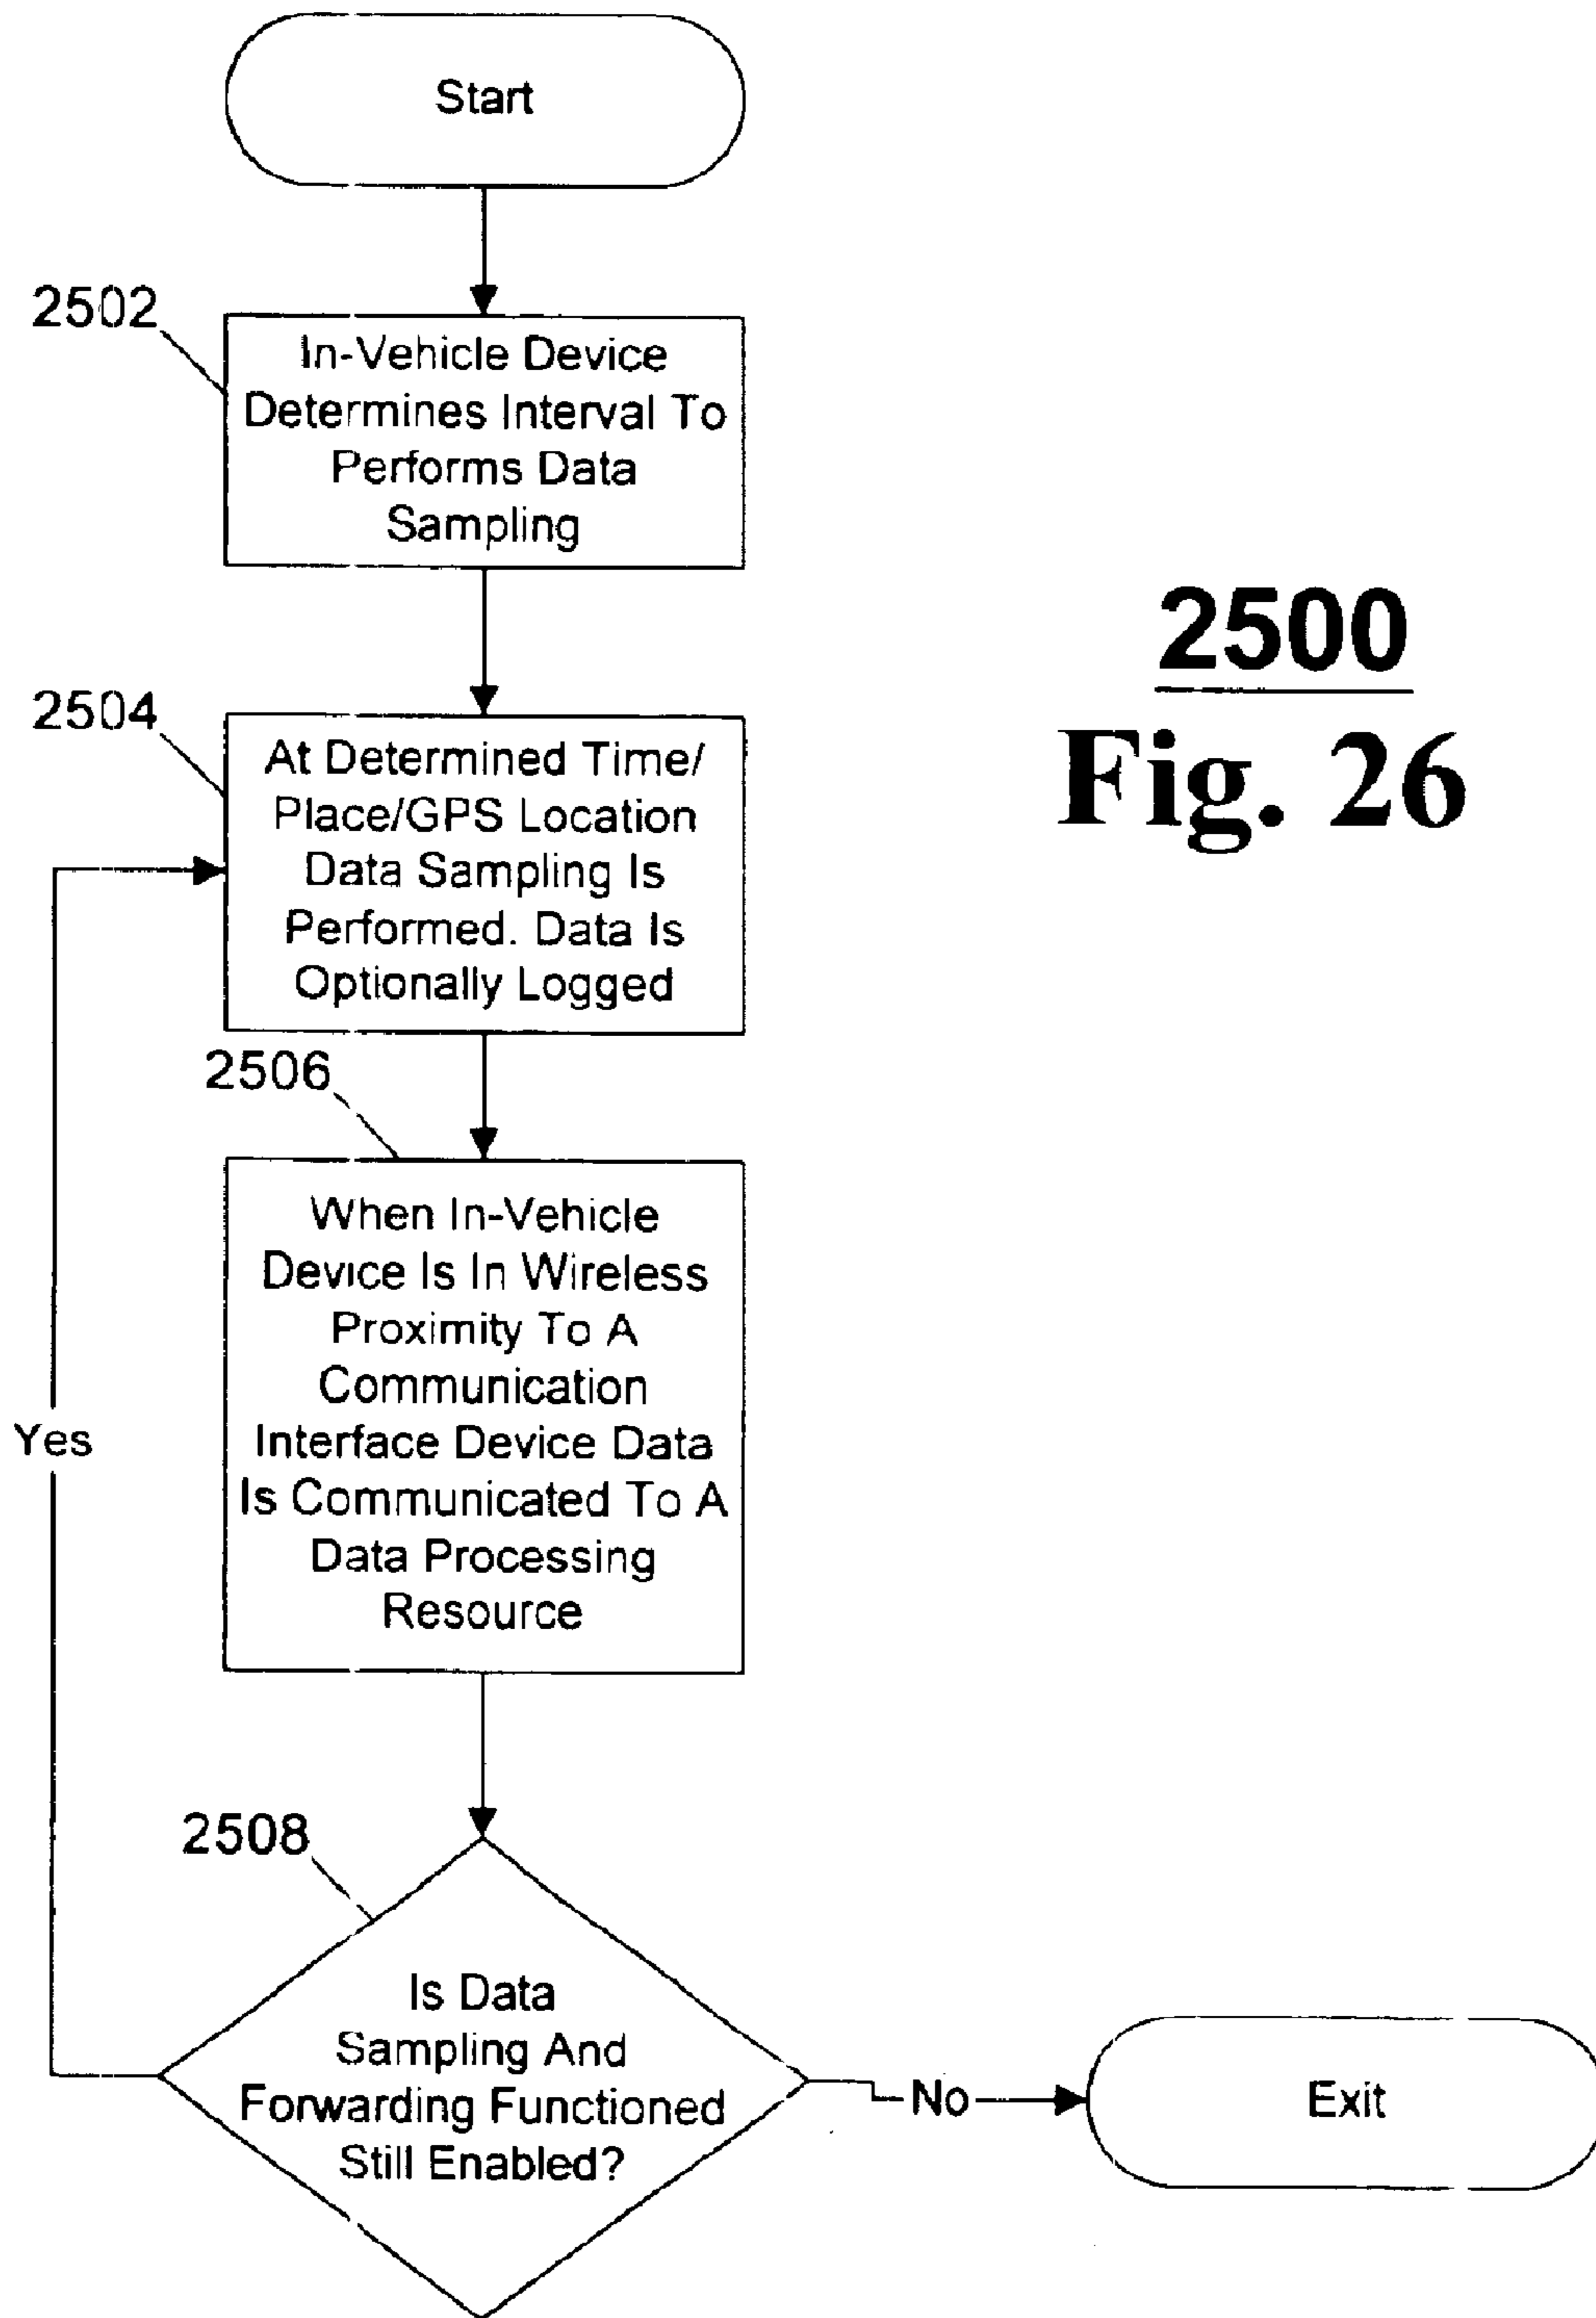 Start
2502
In-Vehicle Device
Determines Interval To
Performs Data
Sampling
2500
Fig. 26
2504
At Determined Time/
Place/GPS Location
Data Sampling Is
Performed. Data Is
Optionally Logged
2506
When In-Vehicle
Device Is In Wireless
Proximity To A
Communication
Interface Device Data
Is Communicated To A
Data Processing
Resource
Yes
2508
Is Data
Sampling And
Forwarding Functioned
Still Enabled?
No
Exit